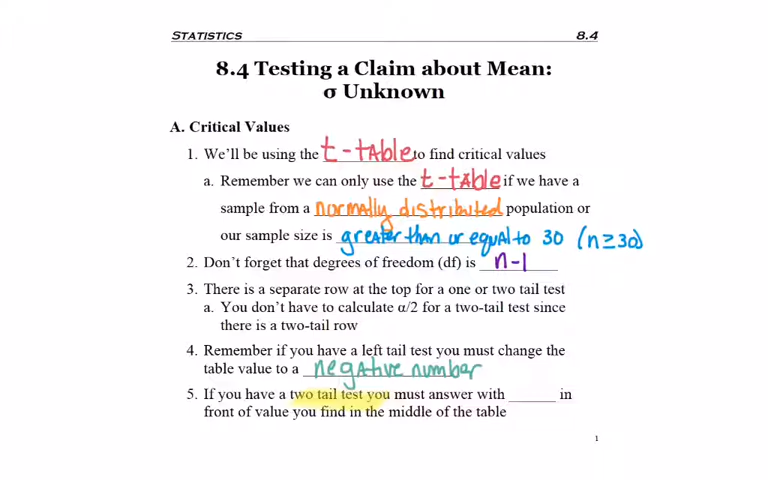 STATISTICS 8.4
8.4 Testing a Claim about Mean:
σ Unknown
A. Critical Values
1. We'll be using the t-table to find critical values
a. Remember we can only use the t-table if we have a
sample from a normally distributed population or
our sample size is greater than or equal to 30 (n≥30)
2. Don't forget that degrees of freedom (df) is n-1
3. There is a separate row at the top for a one or two tail test
a. You don't have to calculate α/2 for a two-tail test since
there is a two-tail row
4. Remember if you have a left tail test you must change the
table value to a negative number
5. If you have a two tail test you must answer with ______ in
front of value you find in the middle of the table
1